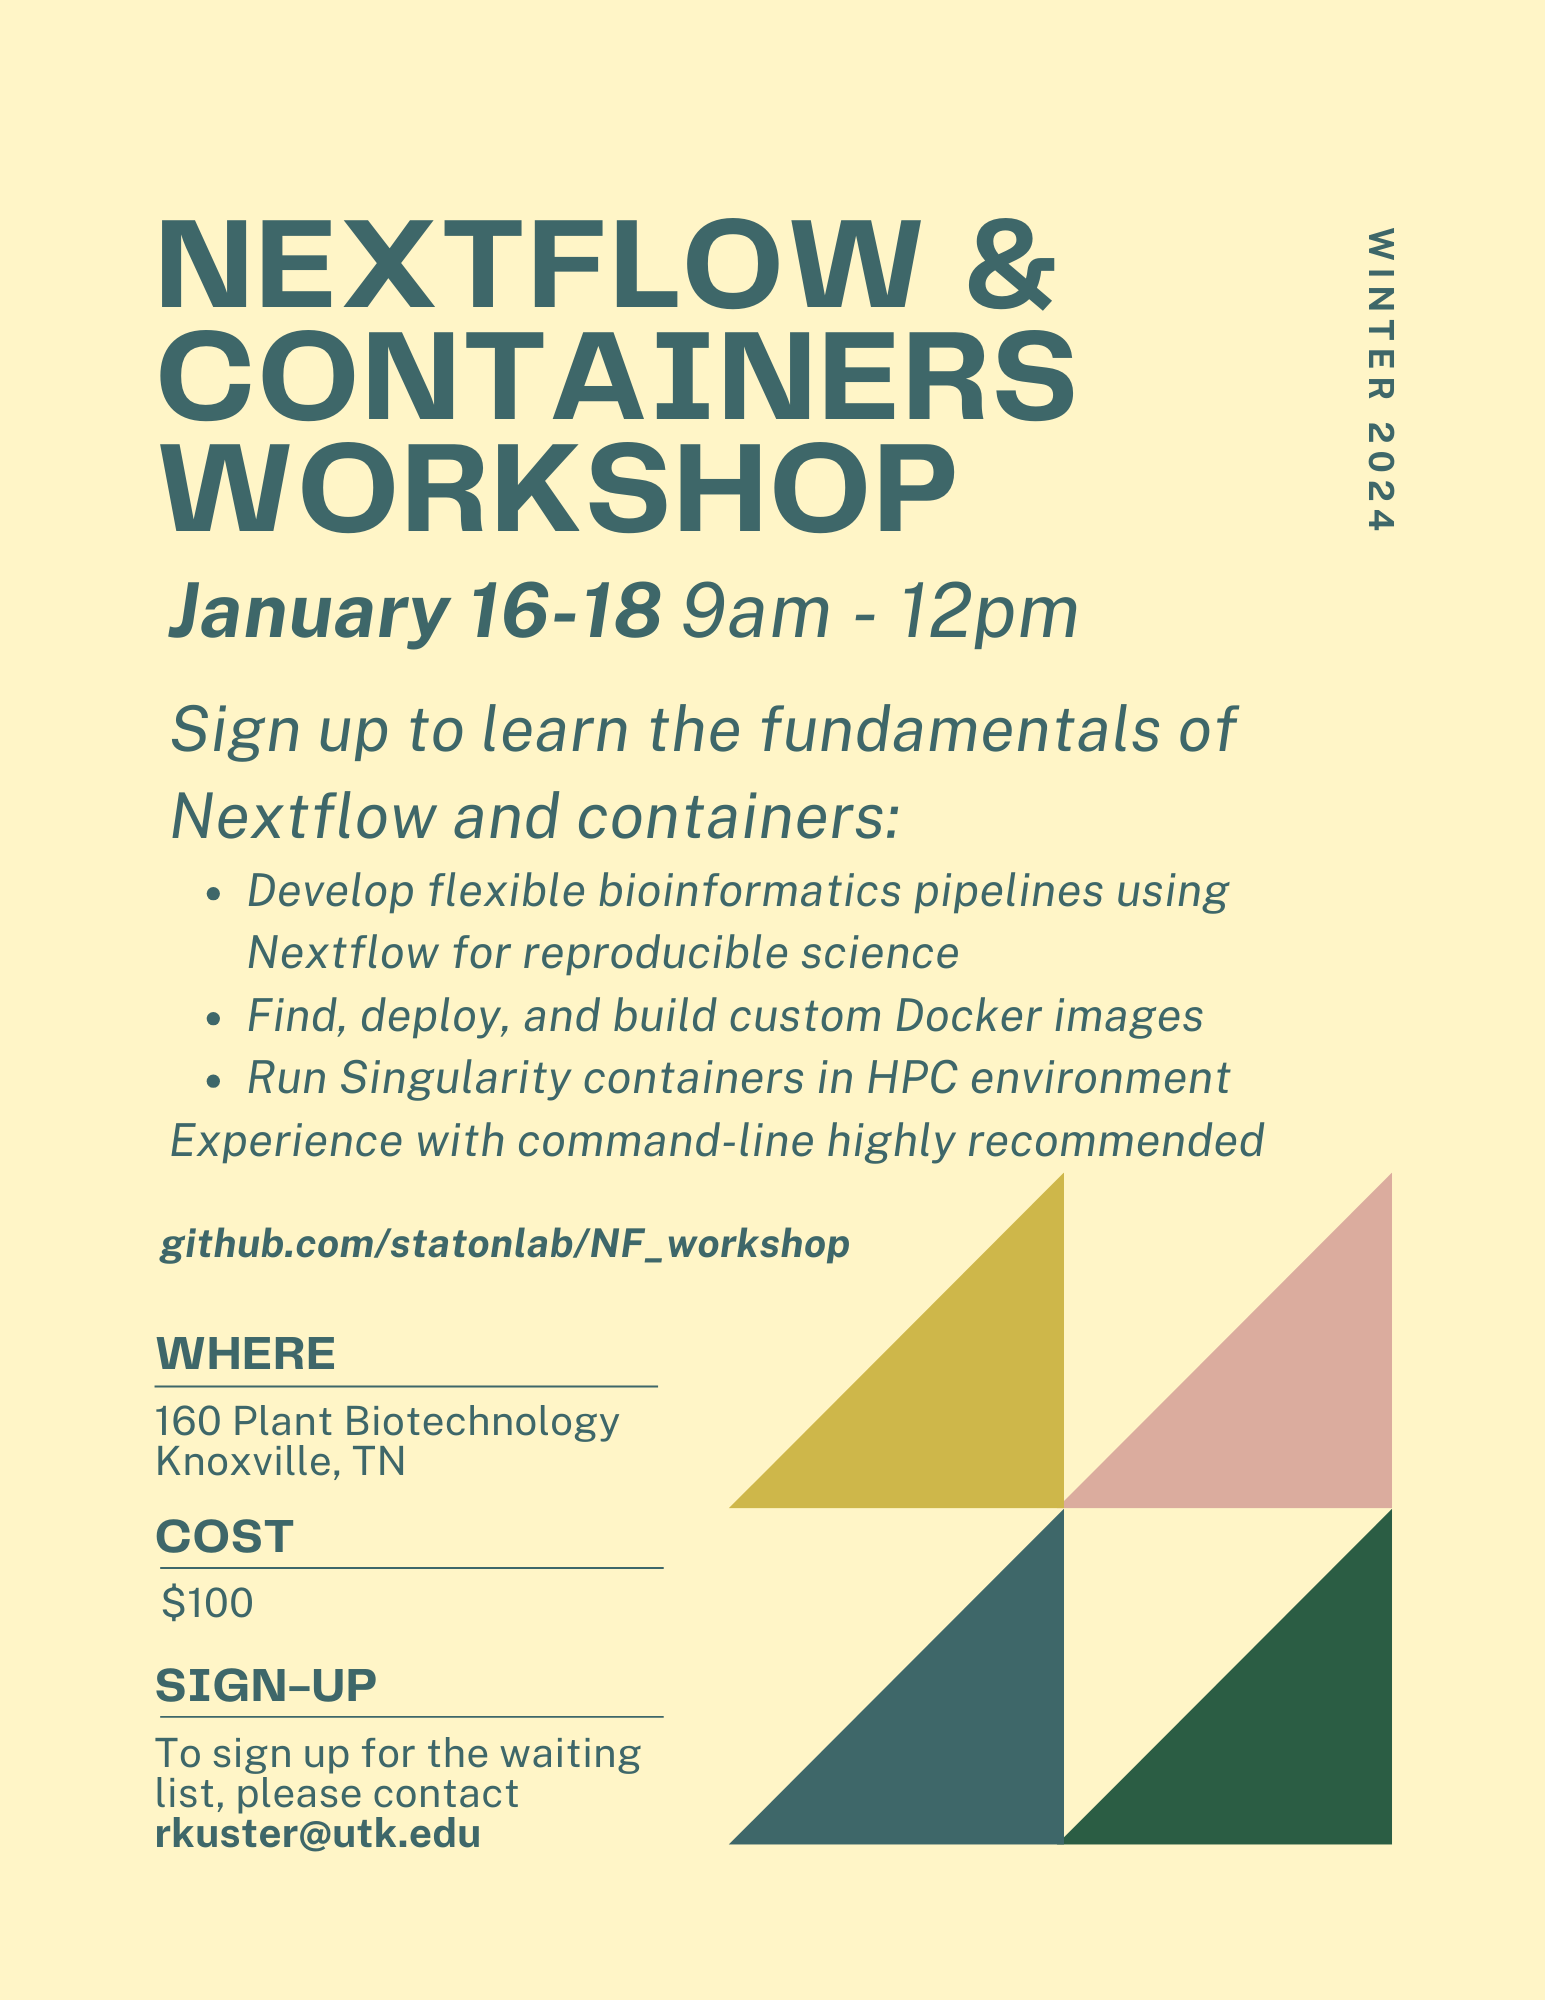 NEXTFLOW &
CONTAINERS
WORKSHOP
WINTER 2024
January 16-18 9am - 12pm
Sign up to learn the fundamentals of
Nextflow and containers:
• Develop flexible bioinformatics pipelines using
Nextflow for reproducible science
• Find, deploy, and build custom Docker images
• Run Singularity containers in HPC environment
Experience with command-line highly recommended
github.com/statonlab/NF_workshop
WHERE
160 Plant Biotechnology
Knoxville, TN
COST
$100
SIGN-UP
To sign up for the waiting
list, please contact
rkuster@utk.edu